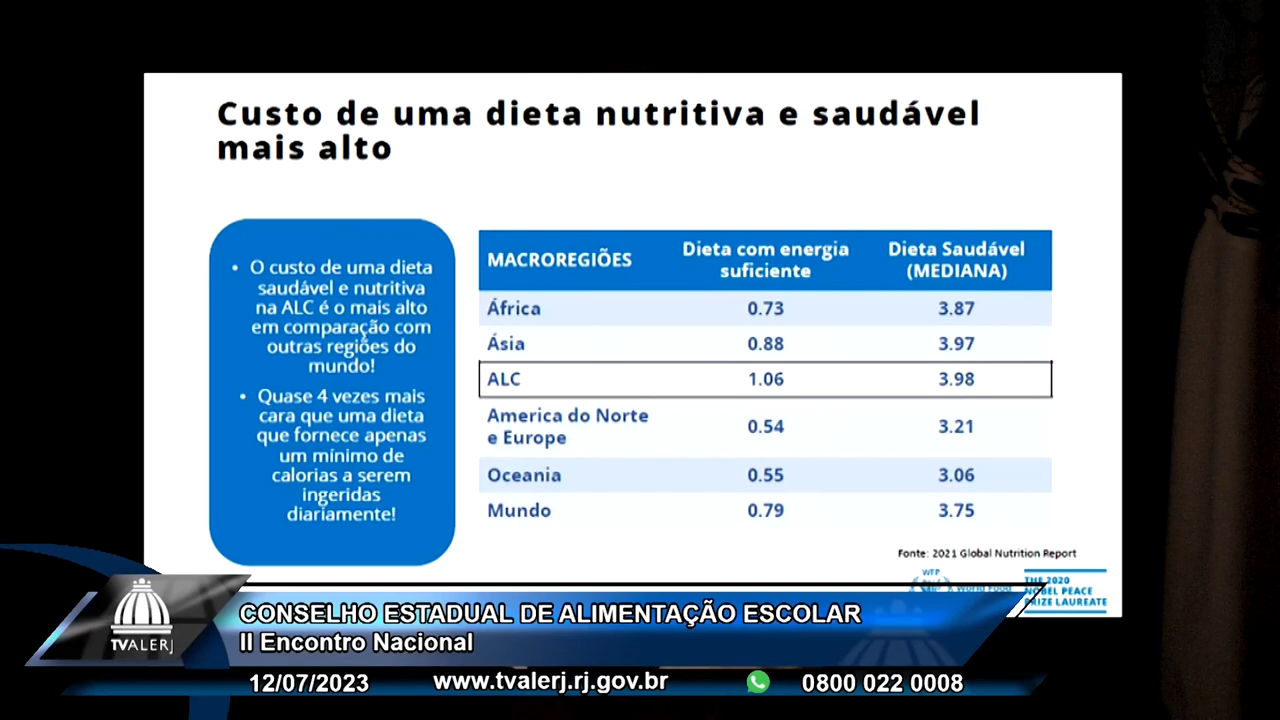 Custo de uma dieta nutritiva e saudável
mais alto
• O custo de uma dieta
saudável e nutritiva
na ALC é o mais alto
em comparação com
outras regiões do
mundo!
• Quase 4 vezes mais
cara que uma dieta
que fornece apenas
um mínimo de
calorias a serem
ingeridas
diariamente!
MACROREGIÕES Dieta com energia suficiente Dieta Saudável (MEDIANA)
África 0.73 3.87
Ásia 0.88 3.97
ALC 1.06 3.98
America do Norte e Europe 0.54 3.21
Oceania 0.55 3.06
Mundo 0.79 3.75
Fonte: 2021 Global Nutrition Report
WFP
World Food
THE 2020
NOBEL PEACE
PRIZE LAUREATE
TVALERJ
CONSELHO ESTADUAL DE ALIMENTAÇÃO ESCOLAR
II Encontro Nacional
12/07/2023 www.tvalerj.rj.gov.br 0800 022 0008